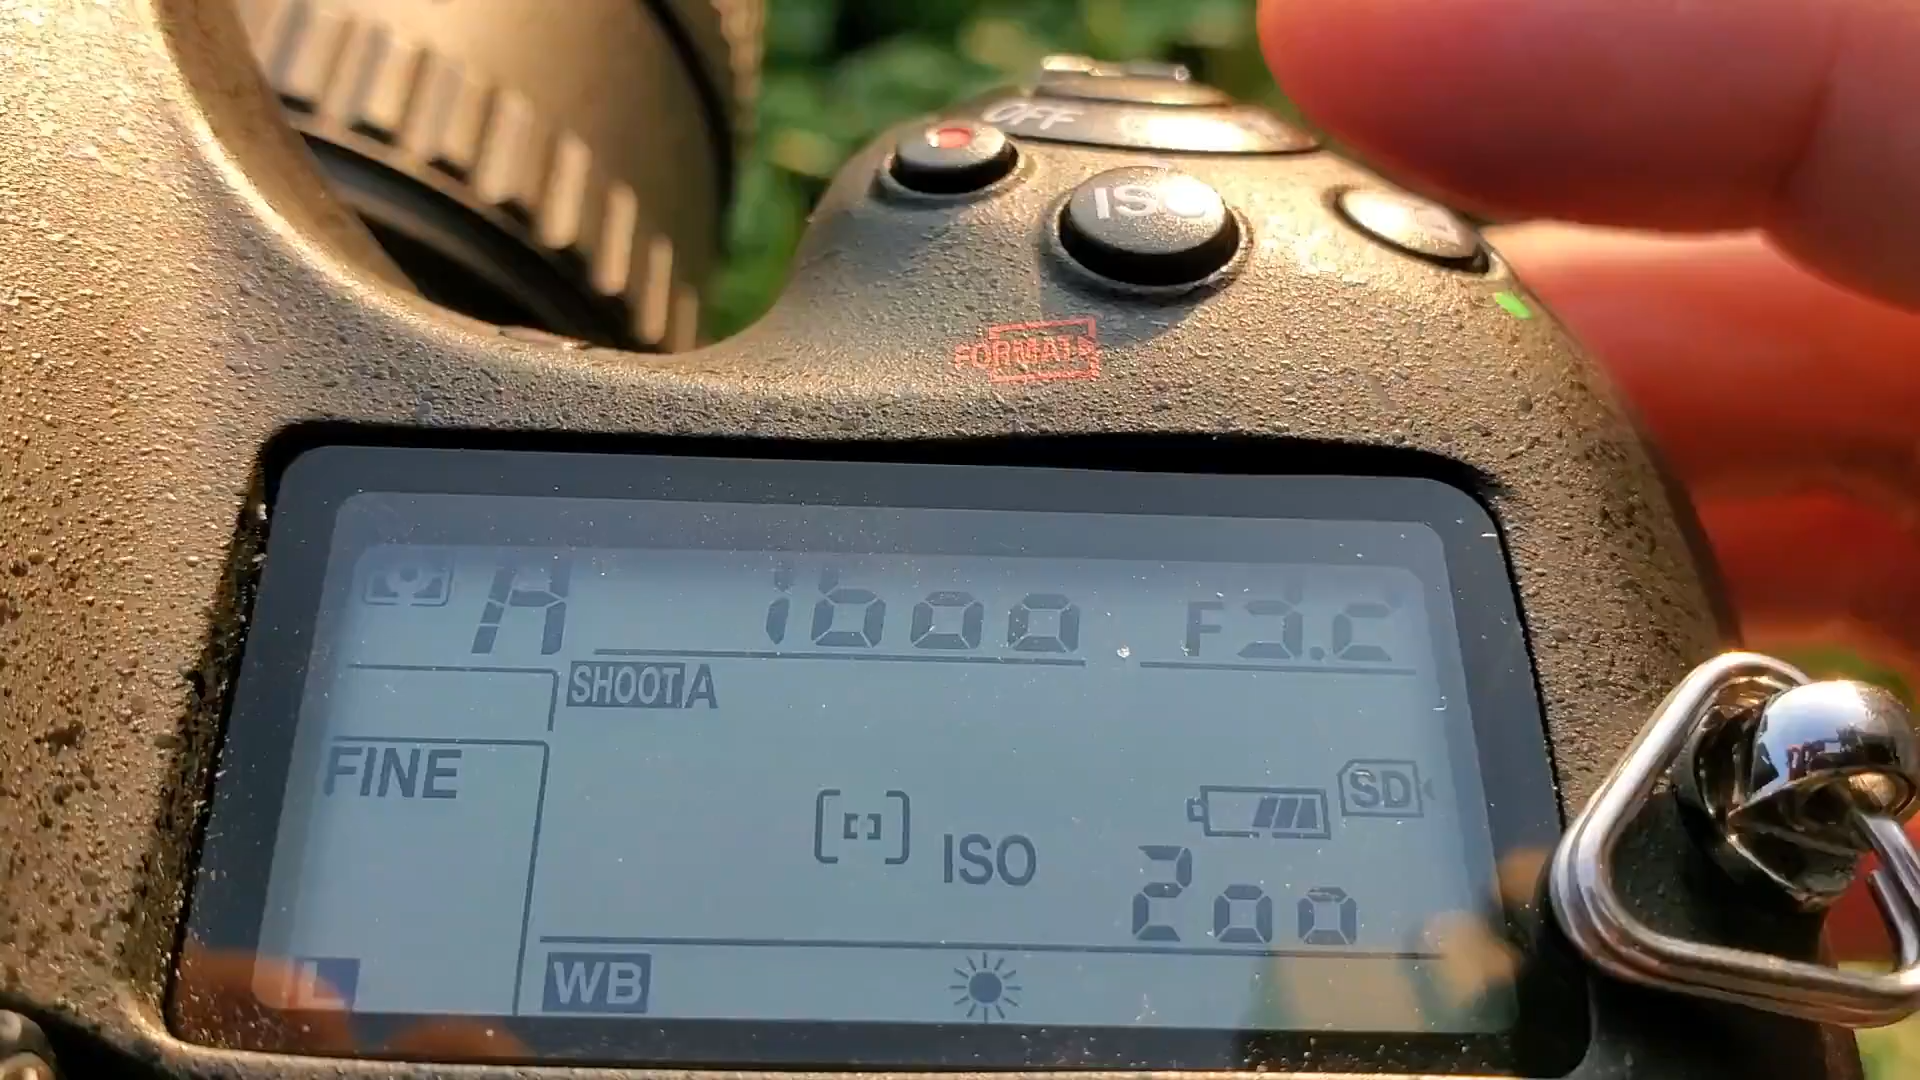 OFF
ISO
FORMAT
A 1600 F3.2
SHOOT A
FINE
SD
ISO
200
L WB